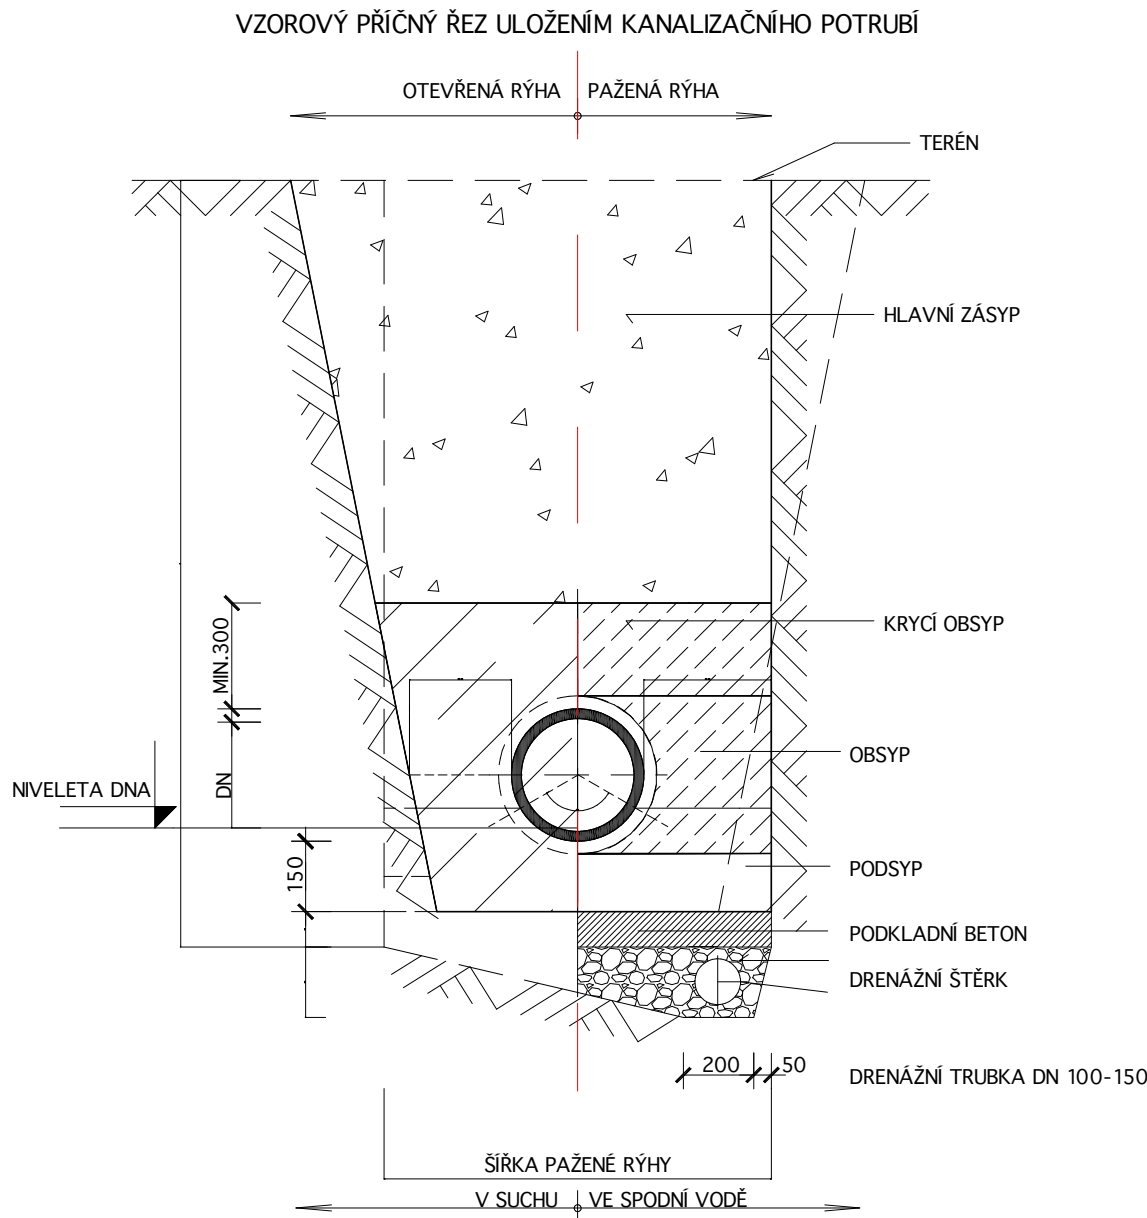 VZOROVÝ PŘÍČNÝ ŘEZ ULOŽENÍM KANALIZAČNÍHO POTRUBÍ
OTEVŘENÁ RÝHA
PAŽENÁ RÝHA
TERÉN
HLAVNÍ ZÁSYP
MIN.300
KRYCÍ OBSYP
DN
OBSYP
NIVELETA DNA
150
PODSYP
PODKLADNÍ BETON
DRENÁŽNÍ ŠTĚRK
200
50
DRENÁŽNÍ TRUBKA DN 100-150
ŠÍŘKA PAŽENÉ RÝHY
V SUCHU
VE SPODNÍ VODĚ